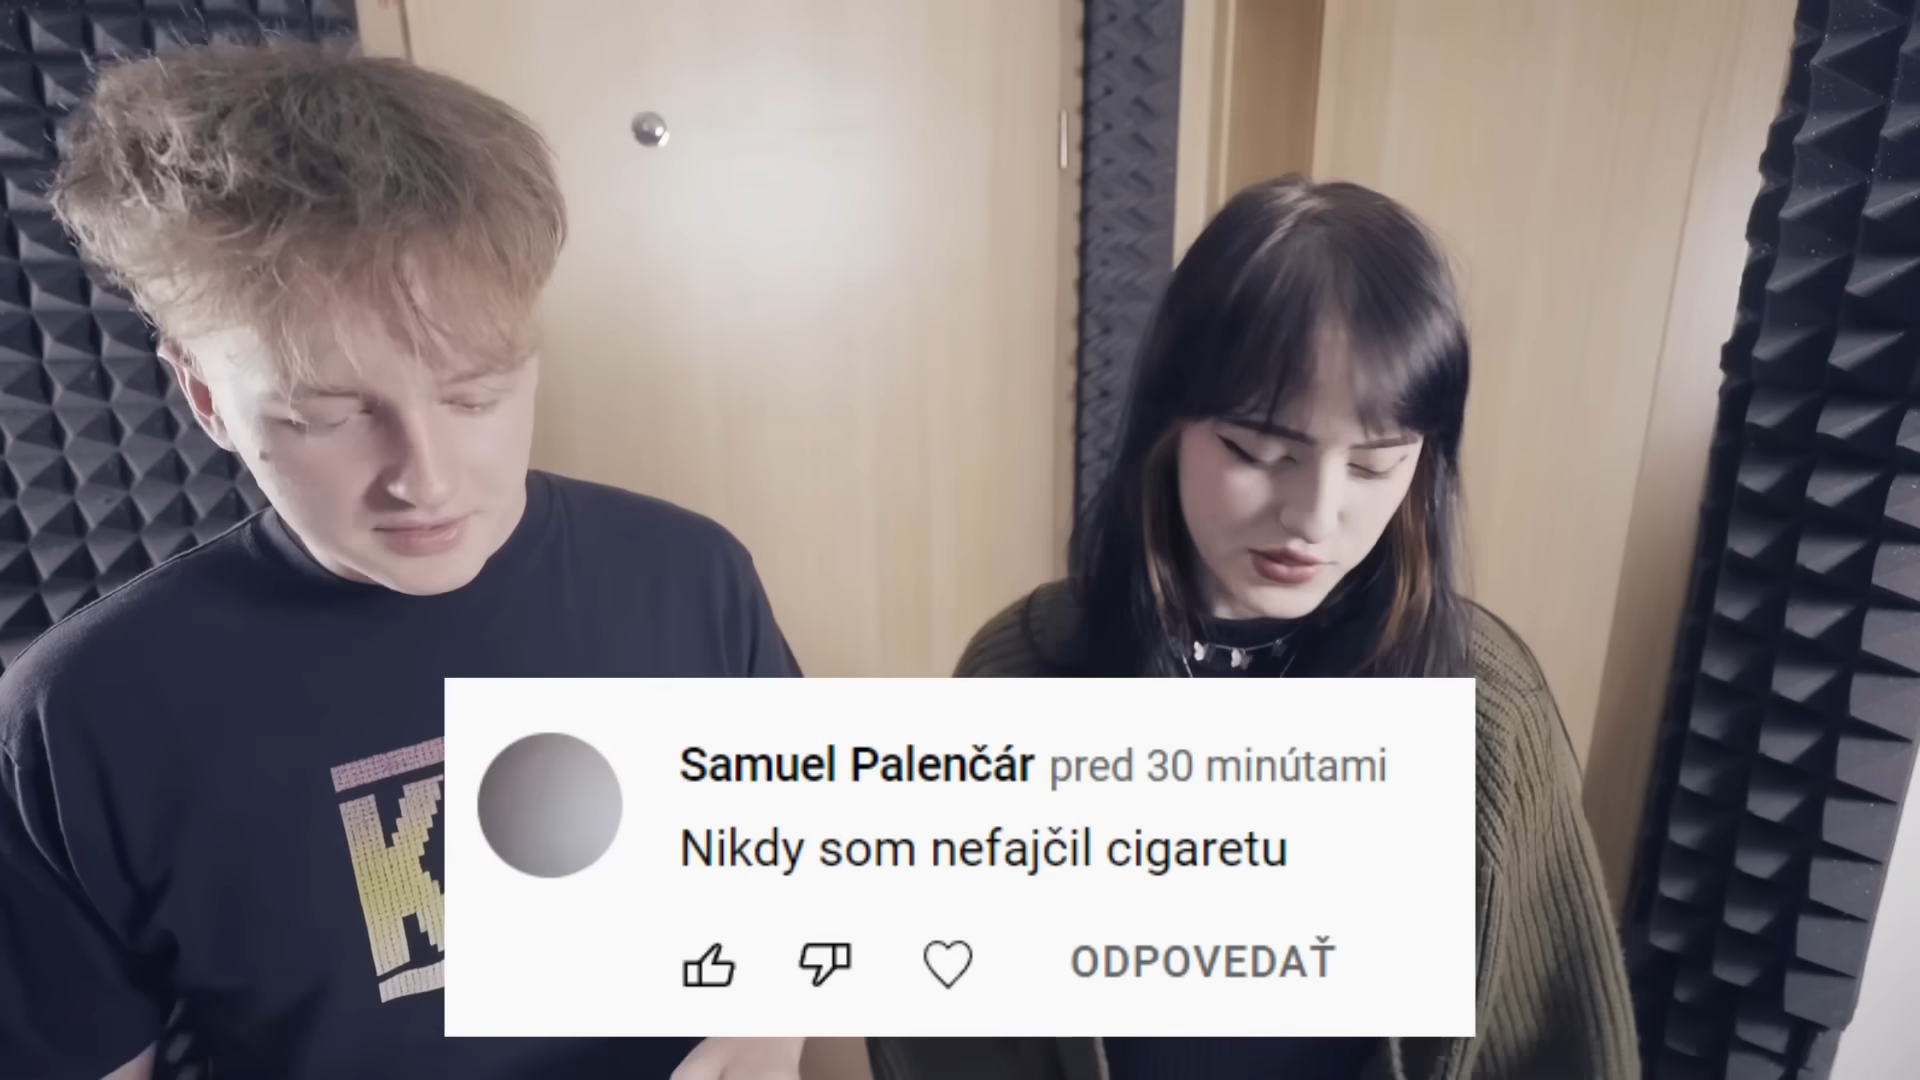 K
Samuel Palenčár pred 30 minútami
Nikdy som nefajčil cigaretu
ODPOVEDAŤ